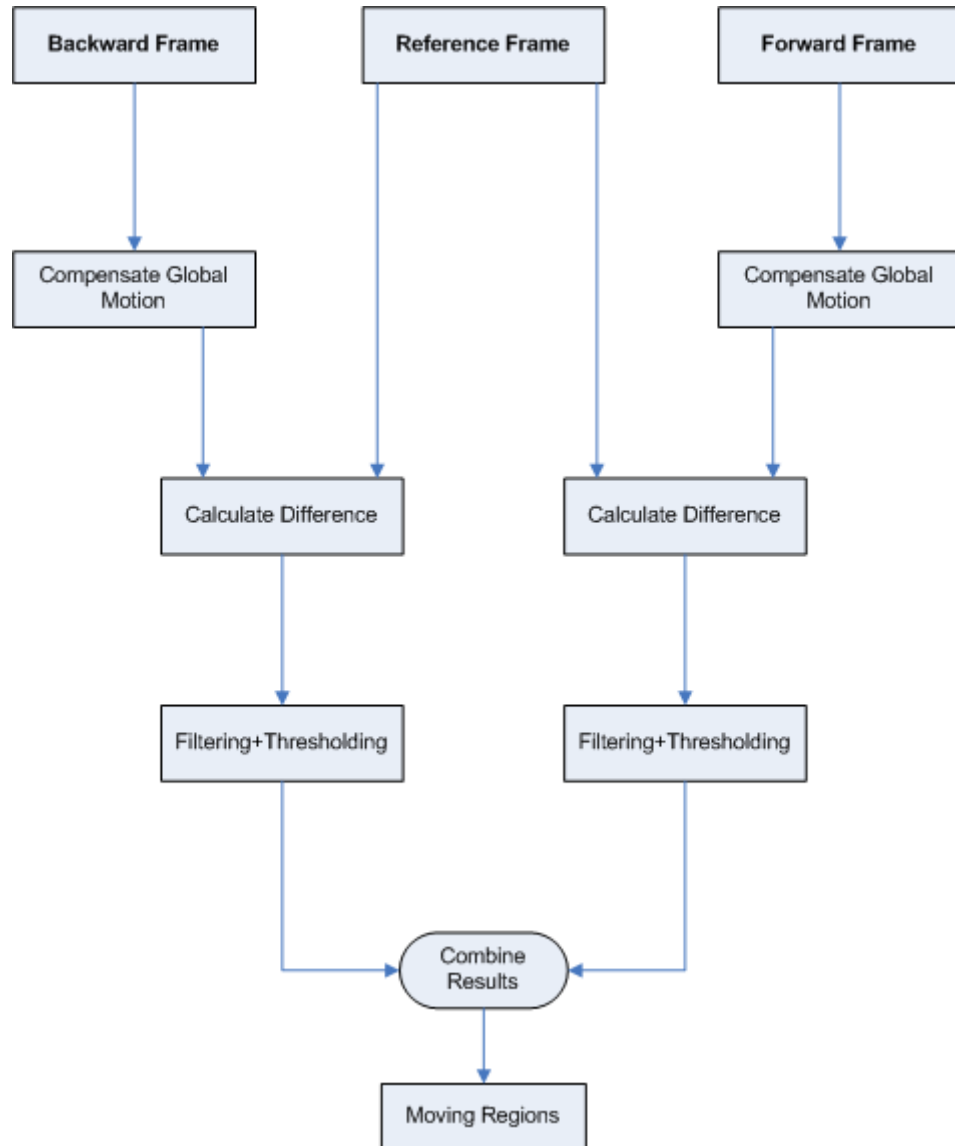 Backward Frame
Reference Frame
Forward Frame
Compensate Global
Motion
Compensate Global
Motion
Calculate Difference
Calculate Difference
Filtering+Thresholding
Filtering+Thresholding
Combine
Results
Moving Regions